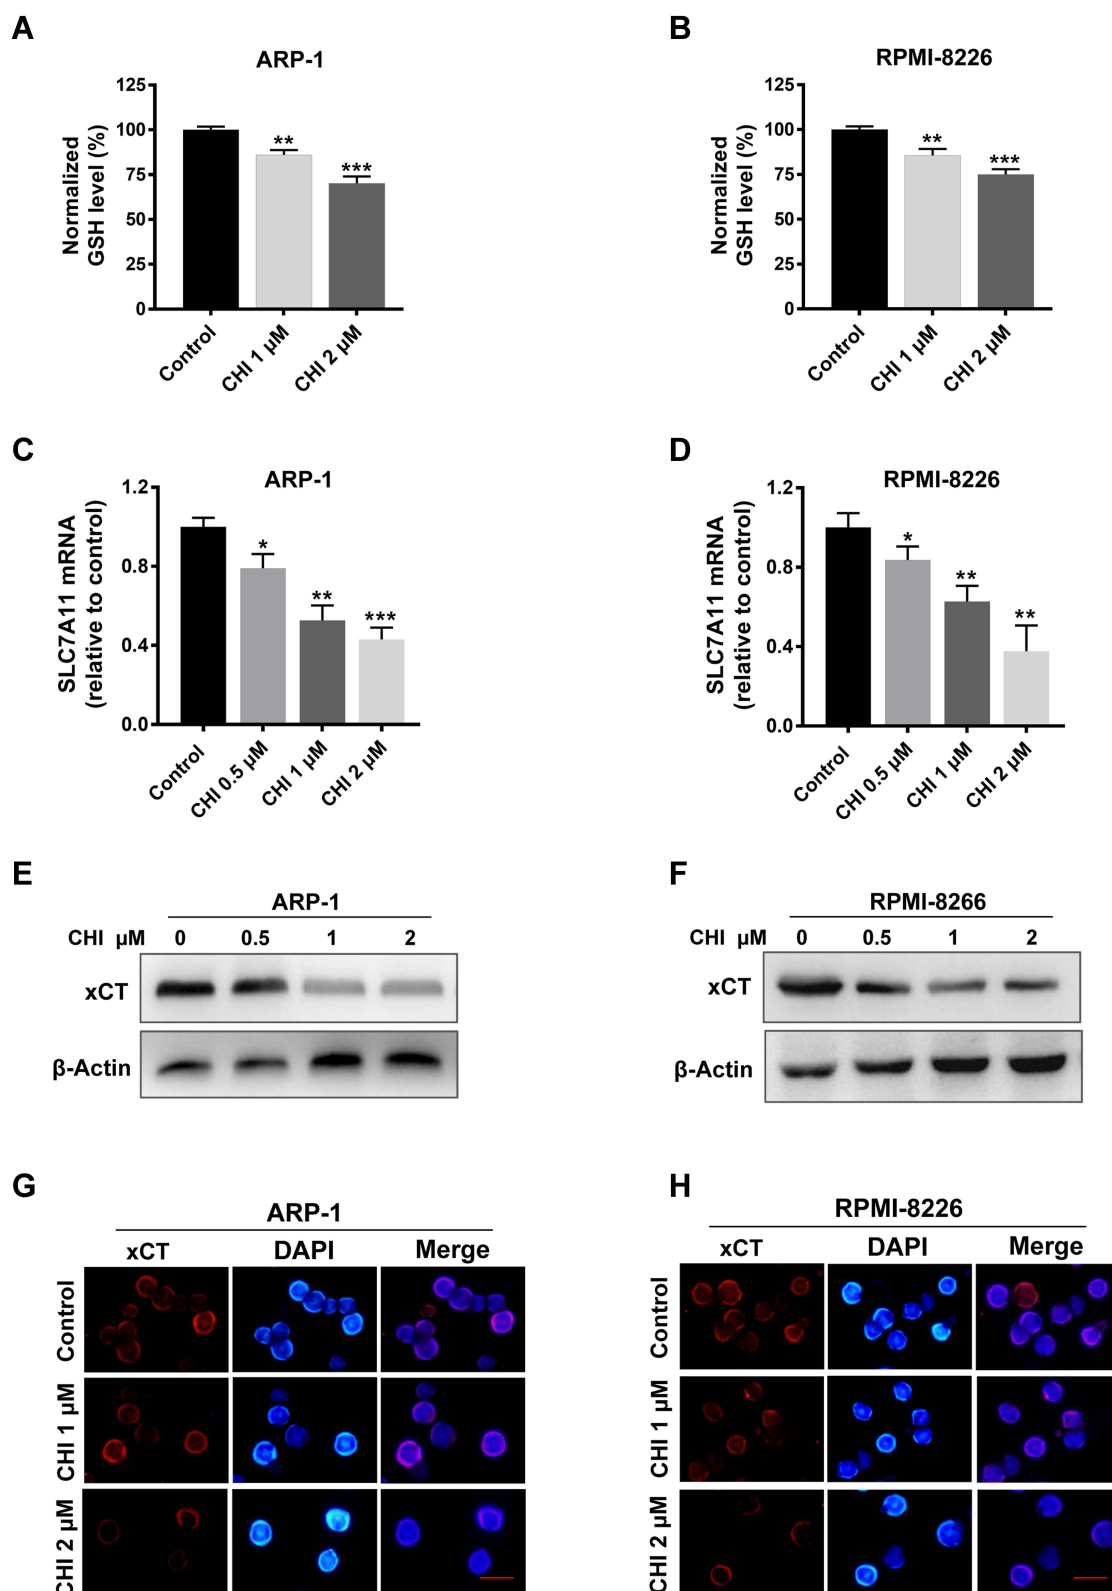 A
B
ARP-1
RPMI-8226
Normalized
GSH level (%)
125
100
75
50
25
0
**
***
Control
CHI 1 μM
CHI 2 μM
Normalized
GSH level (%)
125
100
75
50
25
0
**
***
Control
CHI 1 μM
CHI 2 μM
C
D
ARP-1
RPMI-8226
SLC7A11 mRNA
(relative to control)
1.2
0.8
0.4
0.0
*
**
***
Control
CHI 0.5 μM
CHI 1 μM
CHI 2 μM
SLC7A11 mRNA
(relative to control)
1.2
0.8
0.4
0.0
*
**
**
Control
CHI 0.5 μM
CHI 1 μM
CHI 2 μM
E
ARP-1
CHI μM 0 0.5 1 2
xCT
β-Actin
F
RPMI-8266
CHI μM 0 0.5 1 2
xCT
β-Actin
G
ARP-1
xCT DAPI Merge
Control
CHI 1 μM
CHI 2 μM
H
RPMI-8226
xCT DAPI Merge
Control
CHI 1 μM
CHI 2 μM